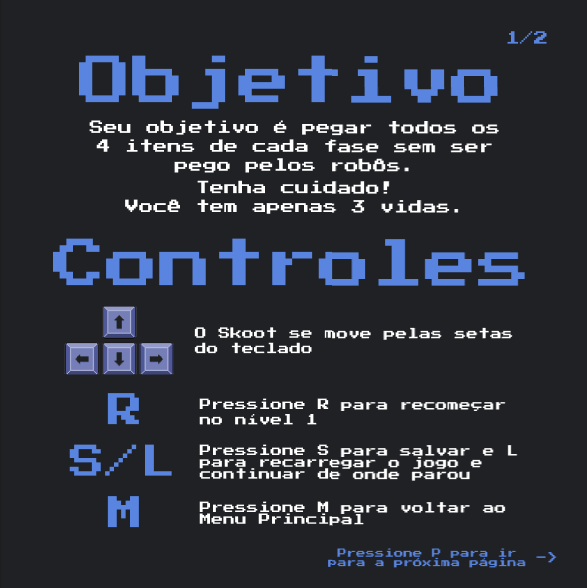 1/2
Objetivo
Seu objetivo é pegar todos os
4 itens de cada fase sem ser
pego pelos robôs.
Tenha cuidado!
Você tem apenas 3 vidas.
Controles
O Skoot se move pelas setas
do teclado
R
Pressione R para recomeçar
no nível 1
S/L
Pressione S para salvar e L
para recarregar o jogo e
continuar de onde parou
M
Pressione M para voltar ao
Menu Principal
Pressione P para ir
para a próxima página ->